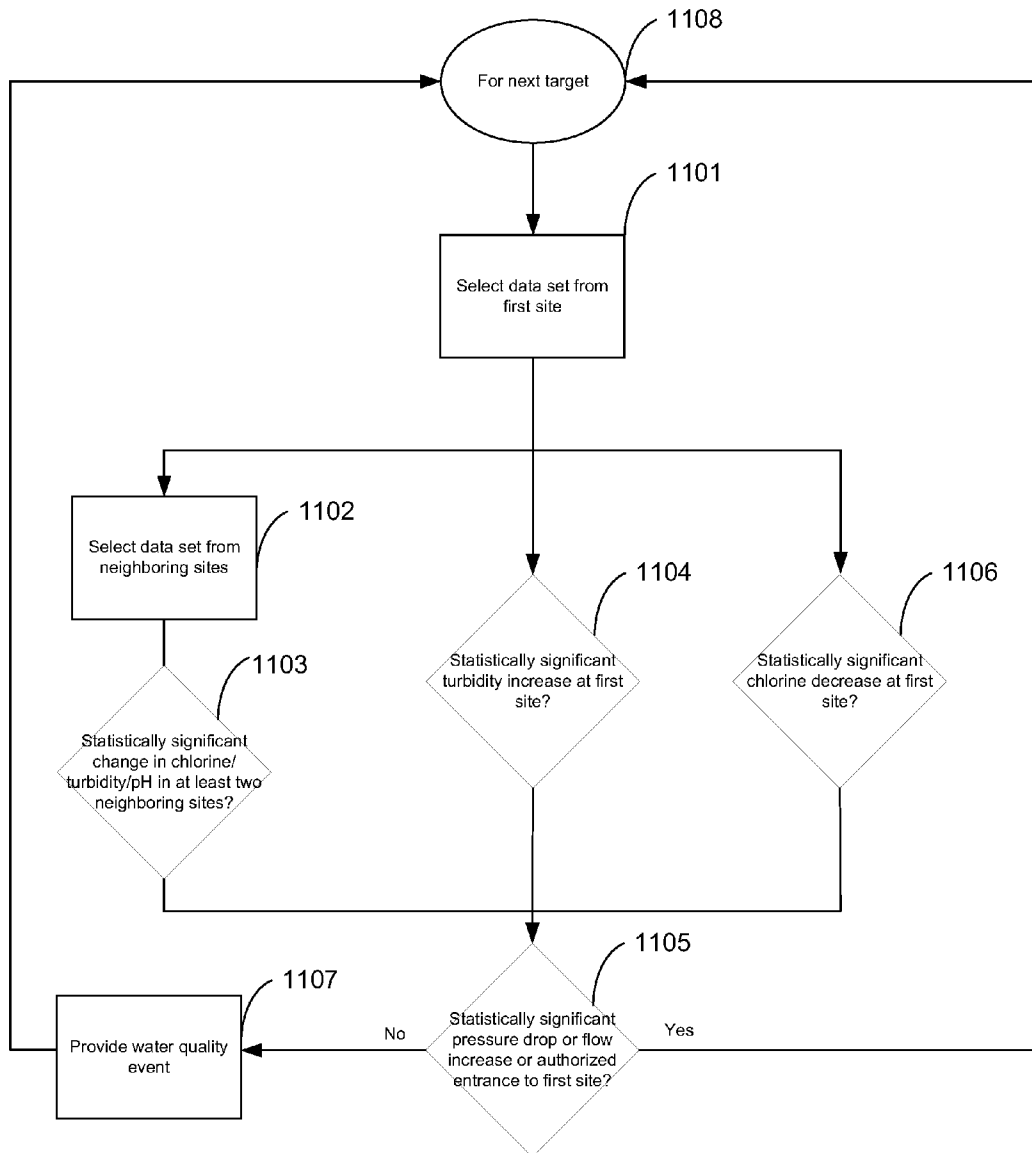 1108
For next target
1101
Select data set from
first site
1102
Select data set from
neighboring sites
1104
1106
1103
Statistically significant
turbidity increase at first
site?
Statistically significant
chlorine decrease at first
site?
Statistically significant
change in chlorine/
turbidity/pH in at least two
neighboring sites?
1105
1107
Statistically significant
pressure drop or flow
increase or authorized
entrance to first site?
No
Yes
Provide water quality
event